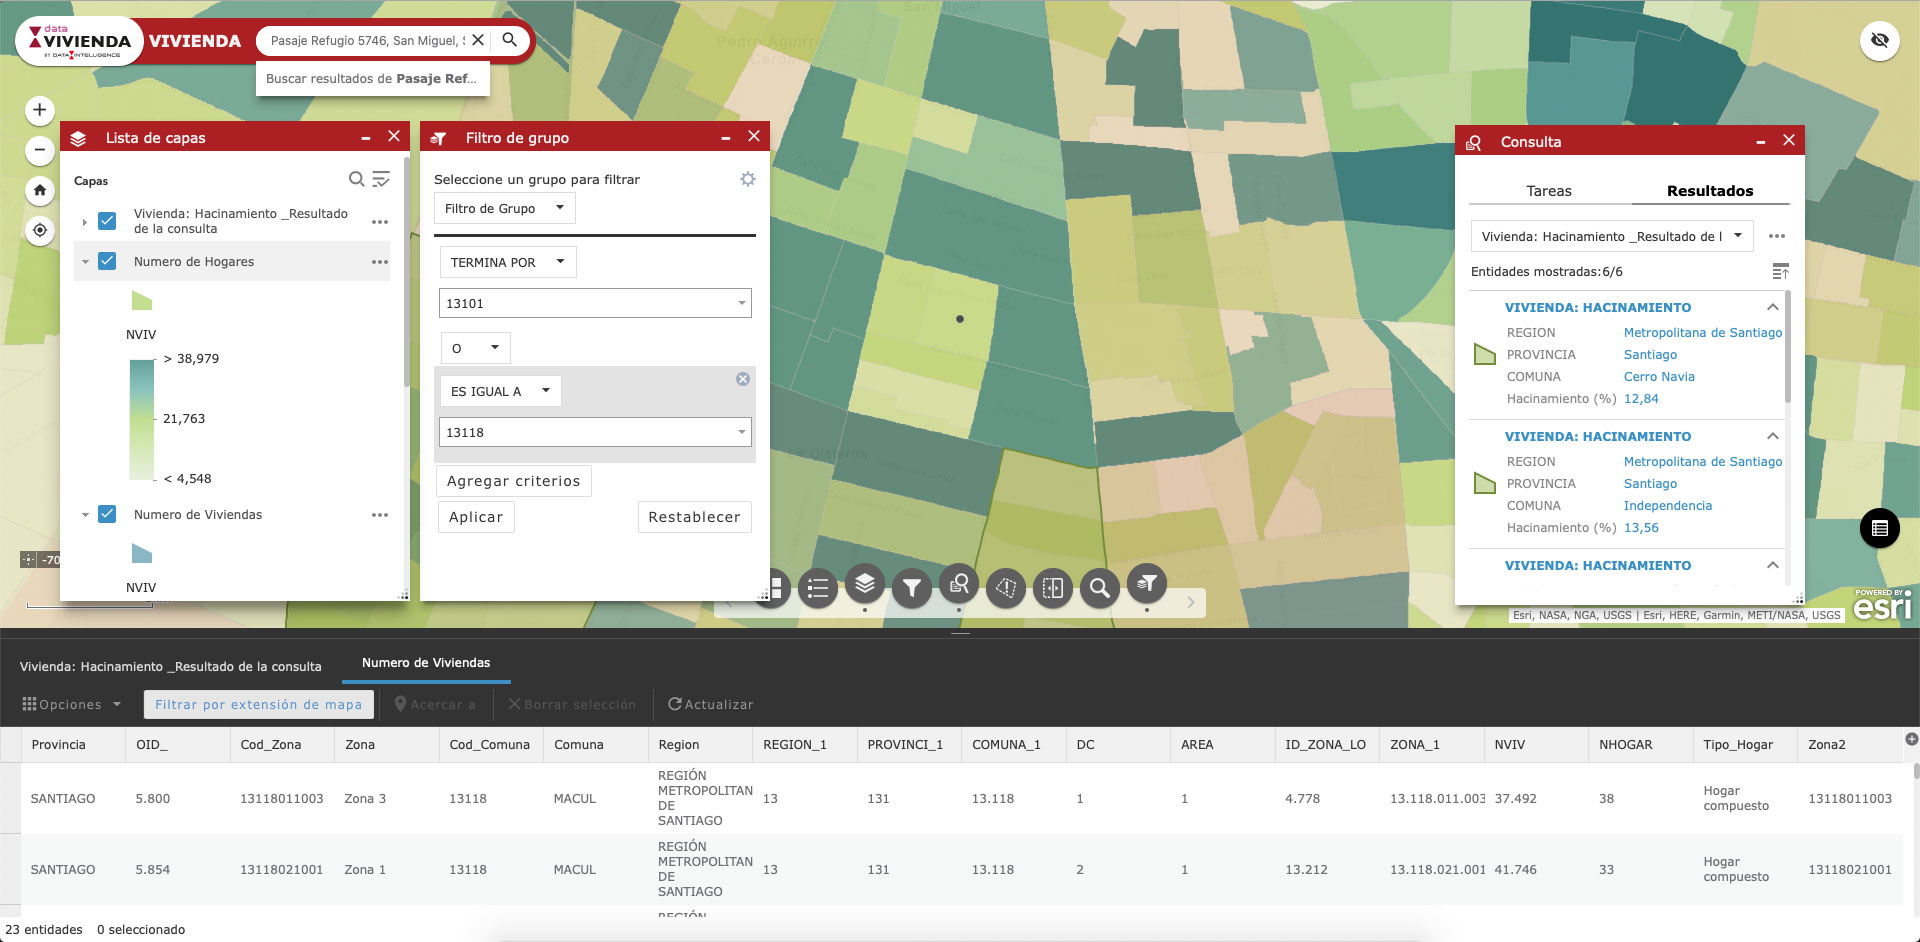 data
VIVIENDA
BY DATA INTELLIGENCE
VIVIENDA
Pasaje Refugio 5746, San Miguel, S
Buscar resultados de Pasaje Ref...
San Miguel
Pedro Aguirre
Cerda
Lista de capas
Capas
Vivienda: Hacinamiento _Resultado
de la consulta
Numero de Hogares
NVIV
> 38,979
21,763
< 4,548
Numero de Viviendas
NVIV
-70
Filtro de grupo
Seleccione un grupo para filtrar
Filtro de Grupo
TERMINA POR
13101
O
ES IGUAL A
13118
Agregar criterios
Aplicar
Restablecer
La Cisterna
Consulta
Tareas
Resultados
Vivienda: Hacinamiento _Resultado de l
Entidades mostradas:6/6
VIVIENDA: HACINAMIENTO
REGION Metropolitana de Santiago
PROVINCIA Santiago
COMUNA Cerro Navia
Hacinamiento (%) 12,84
VIVIENDA: HACINAMIENTO
REGION Metropolitana de Santiago
PROVINCIA Santiago
COMUNA Independencia
Hacinamiento (%) 13,56
VIVIENDA: HACINAMIENTO
POWERED BY
esri
Esri, NASA, NGA, USGS | Esri, HERE, Garmin, METI/NASA, USGS
Vivienda: Hacinamiento _Resultado de la consulta
Numero de Viviendas
Opciones
Filtrar por extensión de mapa
Acercar a
Borrar selección
Actualizar
Provincia OID_ Cod_Zona Zona Cod_Comuna Comuna Region REGION_1 PROVINCI_1 COMUNA_1 DC AREA ID_ZONA_LO ZONA_1 NVIV NHOGAR Tipo_Hogar Zona2
SANTIAGO 5.800 13118011003 Zona 3 13118 MACUL REGIÓN METROPOLITAN DE SANTIAGO 13 131 13.118 1 1 4.778 13.118.011.003 37.492 38 Hogar compuesto 13118011003
SANTIAGO 5.854 13118021001 Zona 1 13118 MACUL REGIÓN METROPOLITAN DE SANTIAGO 13 131 13.118 2 1 13.212 13.118.021.001 41.746 33 Hogar compuesto 13118021001
REGIÓN
23 entidades 0 seleccionado